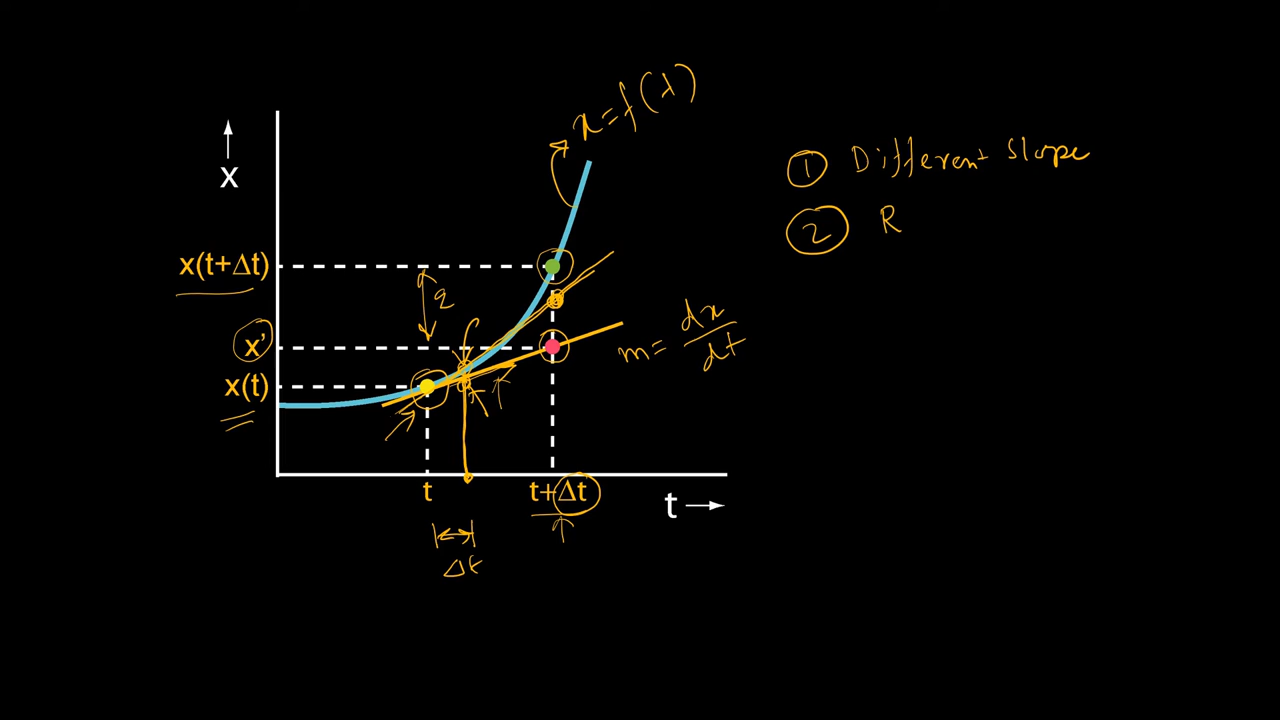 x = f(t)
① Different Slope
② R
x
x(t+Δt)
x'
x(t)
m = dx/dt
t
t+Δt
t
Δt